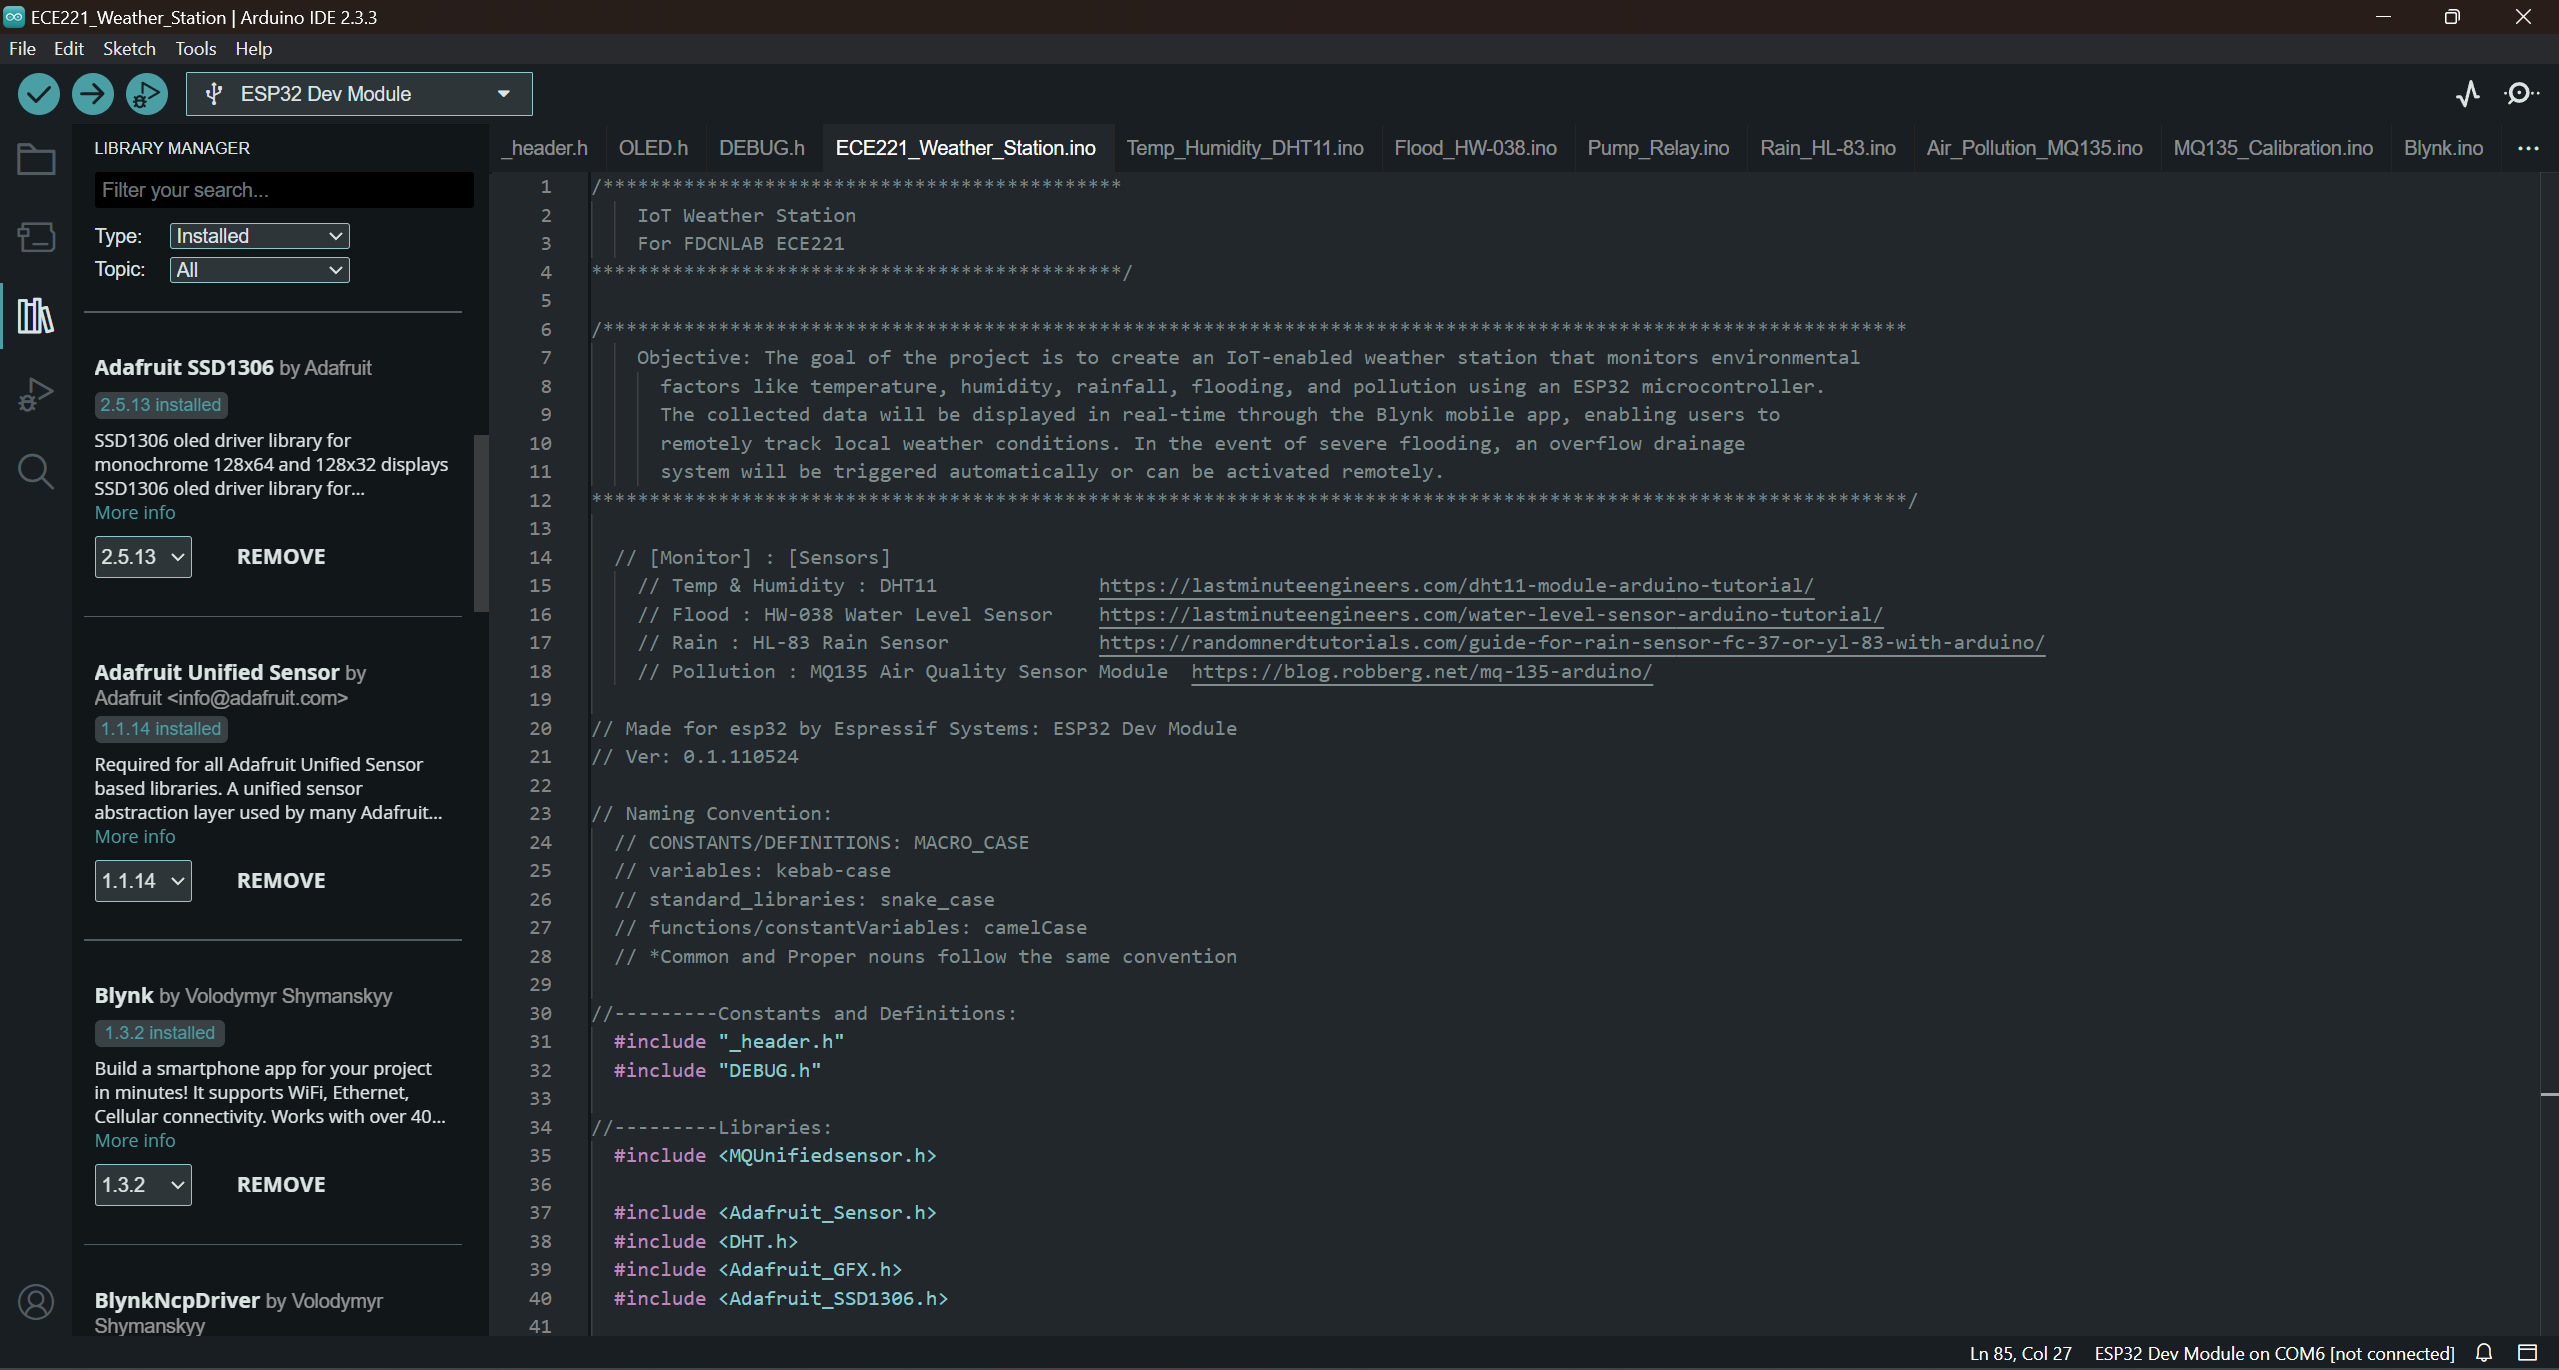 ECE221_Weather_Station | Arduino IDE 2.3.3
File Edit Sketch Tools Help
ESP32 Dev Module
LIBRARY MANAGER
Filter your search...
Type: Installed
Topic: All
Adafruit SSD1306 by Adafruit
2.5.13 installed
SSD1306 oled driver library for
monochrome 128x64 and 128x32 displays
SSD1306 oled driver library for...
More info
2.5.13 REMOVE
Adafruit Unified Sensor by
Adafruit <info@adafruit.com>
1.1.14 installed
Required for all Adafruit Unified Sensor
based libraries. A unified sensor
abstraction layer used by many Adafruit...
More info
1.1.14 REMOVE
Blynk by Volodymyr Shymanskyy
1.3.2 installed
Build a smartphone app for your project
in minutes! It supports WiFi, Ethernet,
Cellular connectivity. Works with over 40...
More info
1.3.2 REMOVE
BlynkNcpDriver by Volodymyr
Shymanskyy
_header.h OLED.h DEBUG.h ECE221_Weather_Station.ino Temp_Humidity_DHT11.ino Flood_HW-038.ino Pump_Relay.ino Rain_HL-83.ino Air_Pollution_MQ135.ino MQ135_Calibration.ino Blynk.ino ...
1 /*********************************************
2 IoT Weather Station
3 For FDCNLAB ECE221
4 **********************************************/
5
6 /*****************************************************************************************************************
7 Objective: The goal of the project is to create an IoT-enabled weather station that monitors environmental
8 factors like temperature, humidity, rainfall, flooding, and pollution using an ESP32 microcontroller.
9 The collected data will be displayed in real-time through the Blynk mobile app, enabling users to
10 remotely track local weather conditions. In the event of severe flooding, an overflow drainage
11 system will be triggered automatically or can be activated remotely.
12 ******************************************************************************************************************/
13
14 // [Monitor] : [Sensors]
15 // Temp & Humidity : DHT11 https://lastminuteengineers.com/dht11-module-arduino-tutorial/
16 // Flood : HW-038 Water Level Sensor https://lastminuteengineers.com/water-level-sensor-arduino-tutorial/
17 // Rain : HL-83 Rain Sensor https://randomnerdtutorials.com/guide-for-rain-sensor-fc-37-or-yl-83-with-arduino/
18 // Pollution : MQ135 Air Quality Sensor Module https://blog.robberg.net/mq-135-arduino/
19
20 // Made for esp32 by Espressif Systems: ESP32 Dev Module
21 // Ver: 0.1.110524
22
23 // Naming Convention:
24 // CONSTANTS/DEFINITIONS: MACRO_CASE
25 // variables: kebab-case
26 // standard_libraries: snake_case
27 // functions/constantVariables: camelCase
28 // *Common and Proper nouns follow the same convention
29
30 //---------Constants and Definitions:
31 #include "_header.h"
32 #include "DEBUG.h"
33
34 //---------Libraries:
35 #include <MQUnifiedsensor.h>
36
37 #include <Adafruit_Sensor.h>
38 #include <DHT.h>
39 #include <Adafruit_GFX.h>
40 #include <Adafruit_SSD1306.h>
41
Ln 85, Col 27 ESP32 Dev Module on COM6 [not connected]